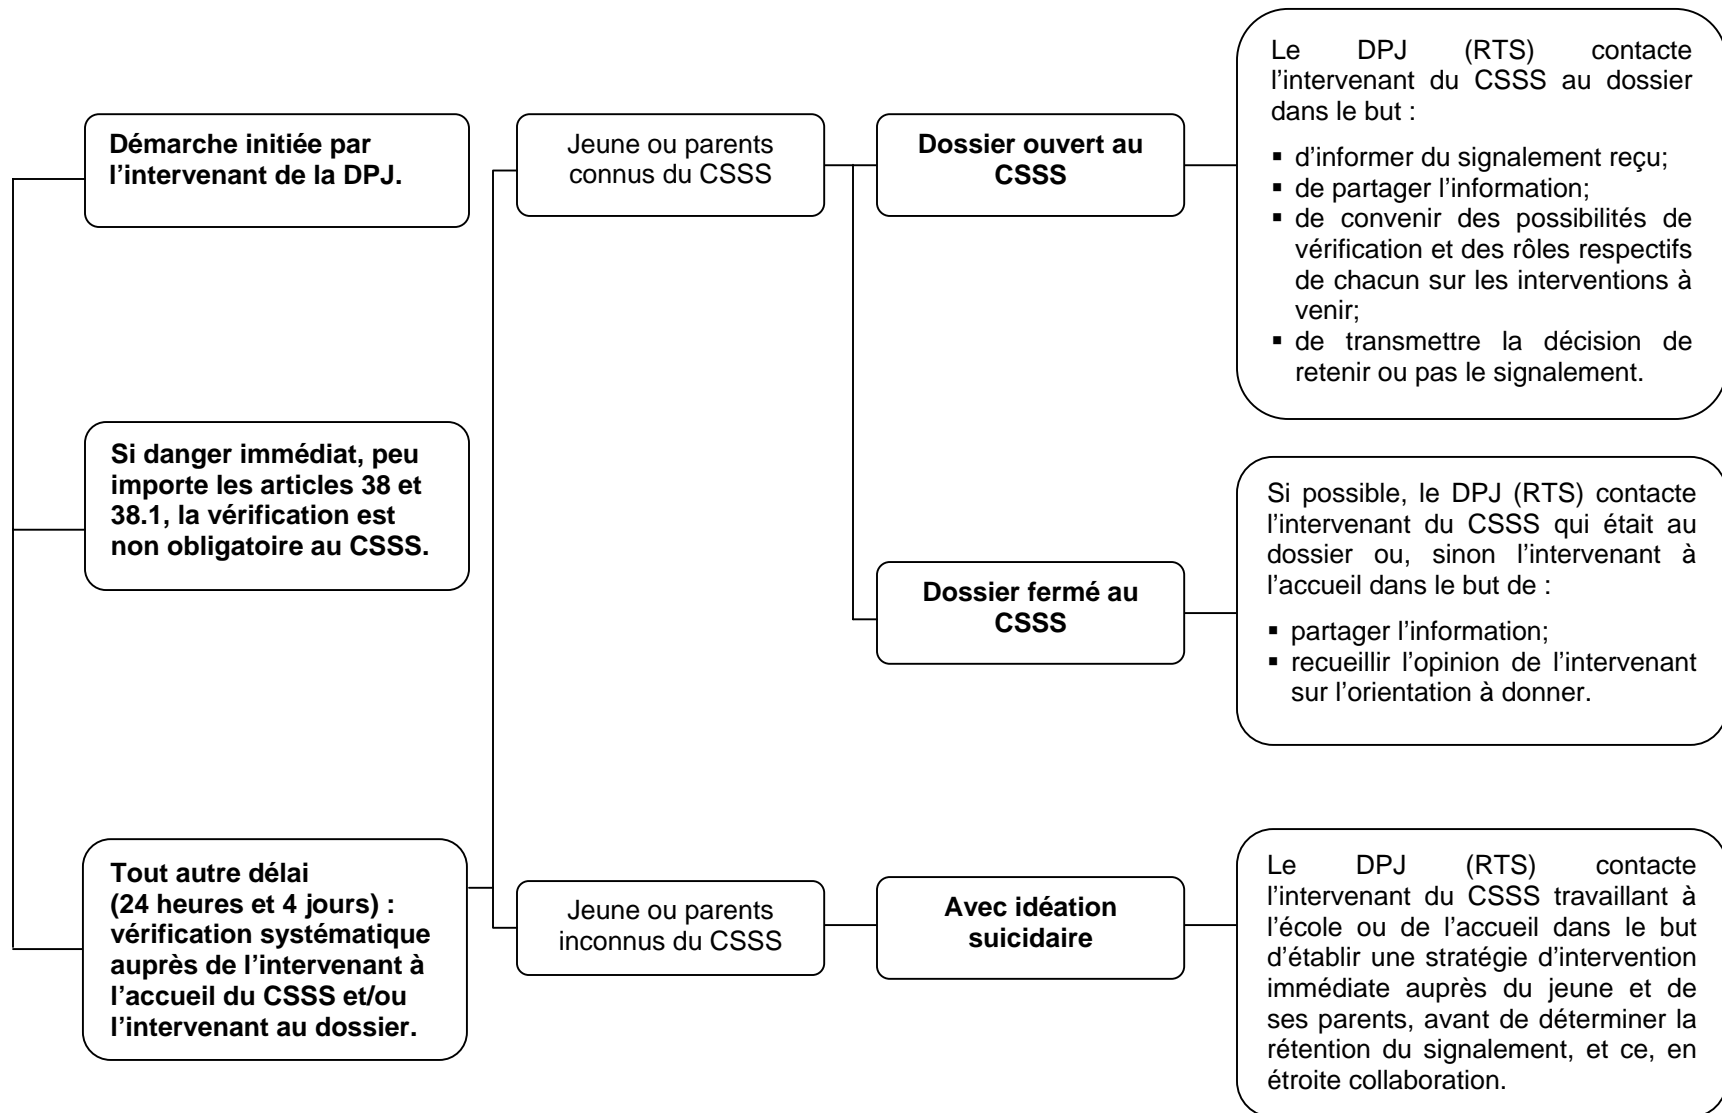 Démarche initiée par
l’intervenant de la DPJ.
Si danger immédiat, peu
importe les articles 38 et
38.1, la vérification est
non obligatoire au CSSS.
Tout autre délai
(24 heures et 4 jours) :
vérification systématique
auprès de l’intervenant à
l’accueil du CSSS et/ou
l’intervenant au dossier.
Jeune ou parents
connus du CSSS
Jeune ou parents
inconnus du CSSS
Dossier ouvert au
CSSS
Dossier fermé au
CSSS
Avec idéation
suicidaire
Le DPJ (RTS) contacte
l’intervenant du CSSS au dossier
dans le but :
▪ d’informer du signalement reçu;
▪ de partager l’information;
▪ de convenir des possibilités de
vérification et des rôles respectifs
de chacun sur les interventions à
venir;
▪ de transmettre la décision de
retenir ou pas le signalement.
Si possible, le DPJ (RTS) contacte
l’intervenant du CSSS qui était au
dossier ou, sinon l’intervenant à
l’accueil dans le but de :
▪ partager l’information;
▪ recueillir l’opinion de l’intervenant
sur l’orientation à donner.
Le DPJ (RTS) contacte
l’intervenant du CSSS travaillant à
l’école ou de l’accueil dans le but
d’établir une stratégie d’intervention
immédiate auprès du jeune et de
ses parents, avant de déterminer la
rétention du signalement, et ce, en
étroite collaboration.